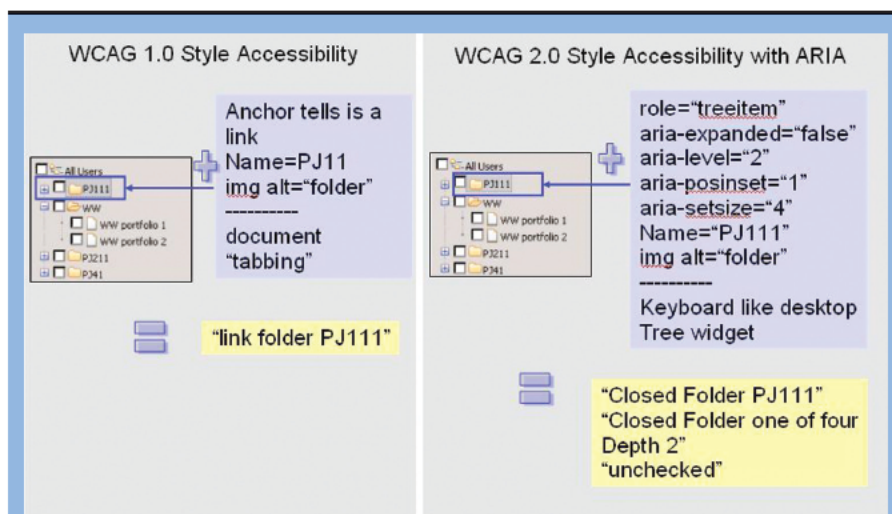 WCAG 1.0 Style Accessibility
Anchor tells is a
link
Name=PJ11
img alt="folder"
----------
document
"tabbing"
All Users
PJ111
WW
WW portfolio 1
WW portfolio 2
PJ211
PJ41
"link folder PJ111"
WCAG 2.0 Style Accessibility with ARIA
role="treeitem"
aria-expanded="false"
aria-level="2"
aria-posinset="1"
aria-setsize="4"
Name="PJ111"
img alt="folder"
----------
Keyboard like desktop
Tree widget
All Users
PJ111
WW
WW portfolio 1
WW portfolio 2
PJ211
PJ41
"Closed Folder PJ111"
"Closed Folder one of four
Depth 2"
"unchecked"